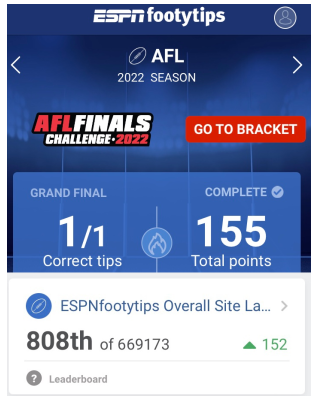 ESPN footytips
AFL
2022 SEASON
AFL FINALS
CHALLENGE·2022
GO TO BRACKET
GRAND FINAL
COMPLETE
1/1
155
Correct tips
Total points
ESPNfootytips Overall Site La...
808th of 669173
152
? Leaderboard